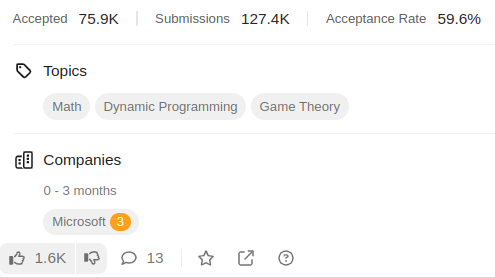 Accepted 75.9K Submissions 127.4K Acceptance Rate 59.6%
Topics
Math Dynamic Programming Game Theory
Companies
0 - 3 months
Microsoft 3
1.6K 13